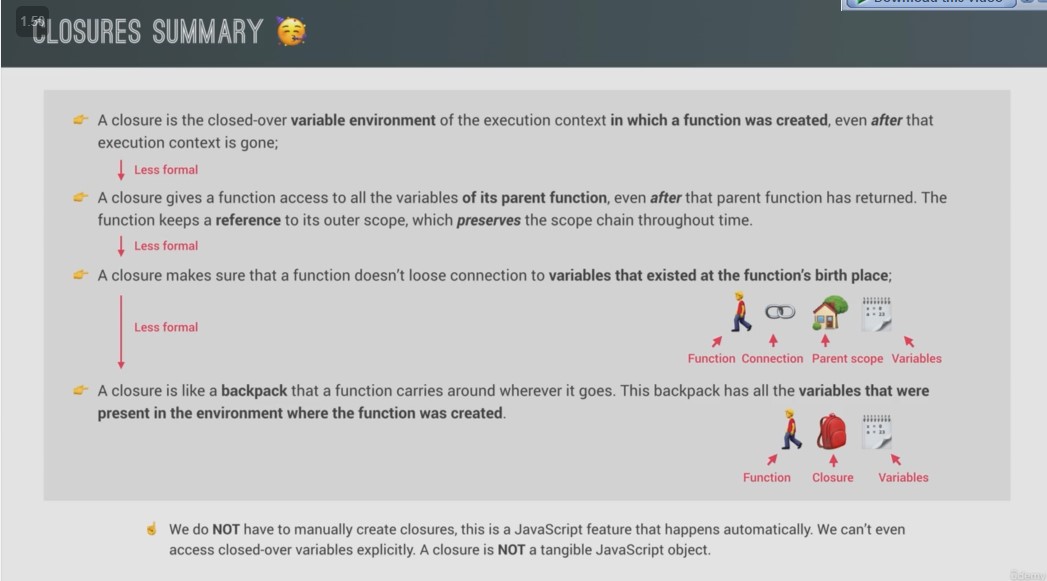 Download this video
1.50
CLOSURES SUMMARY
A closure is the closed-over variable environment of the execution context in which a function was created, even after that
execution context is gone;
Less formal
A closure gives a function access to all the variables of its parent function, even after that parent function has returned. The
function keeps a reference to its outer scope, which preserves the scope chain throughout time.
Less formal
A closure makes sure that a function doesn't loose connection to variables that existed at the function's birth place;
Less formal
Function Connection Parent scope Variables
A closure is like a backpack that a function carries around wherever it goes. This backpack has all the variables that were
present in the environment where the function was created.
Function Closure Variables
We do NOT have to manually create closures, this is a JavaScript feature that happens automatically. We can't even
access closed-over variables explicitly. A closure is NOT a tangible JavaScript object.
Udemy